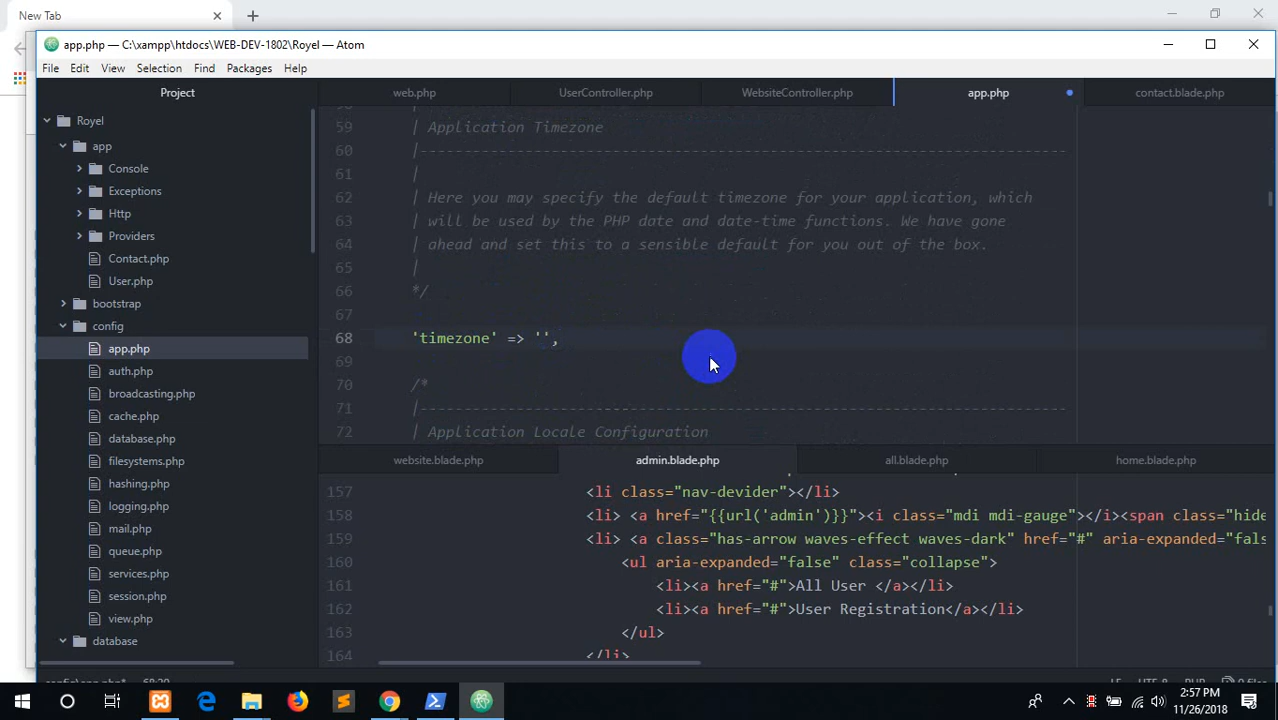 New Tab
app.php — C:\xampp\htdocs\WEB-DEV-1802\Royel — Atom
File Edit View Selection Find Packages Help
Project
web.php UserController.php WebsiteController.php app.php contact.blade.php
Royel
app
Console
Exceptions
Http
Providers
Contact.php
User.php
bootstrap
config
app.php
auth.php
broadcasting.php
cache.php
database.php
filesystems.php
hashing.php
logging.php
mail.php
queue.php
services.php
session.php
view.php
database
59 | Application Timezone
60 |--------------------------------------------------------------------------
61 |
62 | Here you may specify the default timezone for your application, which
63 | will be used by the PHP date and date-time functions. We have gone
64 | ahead and set this to a sensible default for you out of the box.
65 |
66 */
67
68 'timezone' => '',
69
70 /*
71 |--------------------------------------------------------------------------
72 | Application Locale Configuration
website.blade.php admin.blade.php all.blade.php home.blade.php
157 <li class="nav-devider"></li>
158 <li> <a href="{{url('admin')}}"><i class="mdi mdi-gauge"></i><span class="hide
159 <li> <a class="has-arrow waves-effect waves-dark" href="#" aria-expanded="fals
160 <ul aria-expanded="false" class="collapse">
161 <li><a href="#">All User </a></li>
162 <li><a href="#">User Registration</a></li>
163 </ul>
164 </li>
2:57 PM
11/26/2018